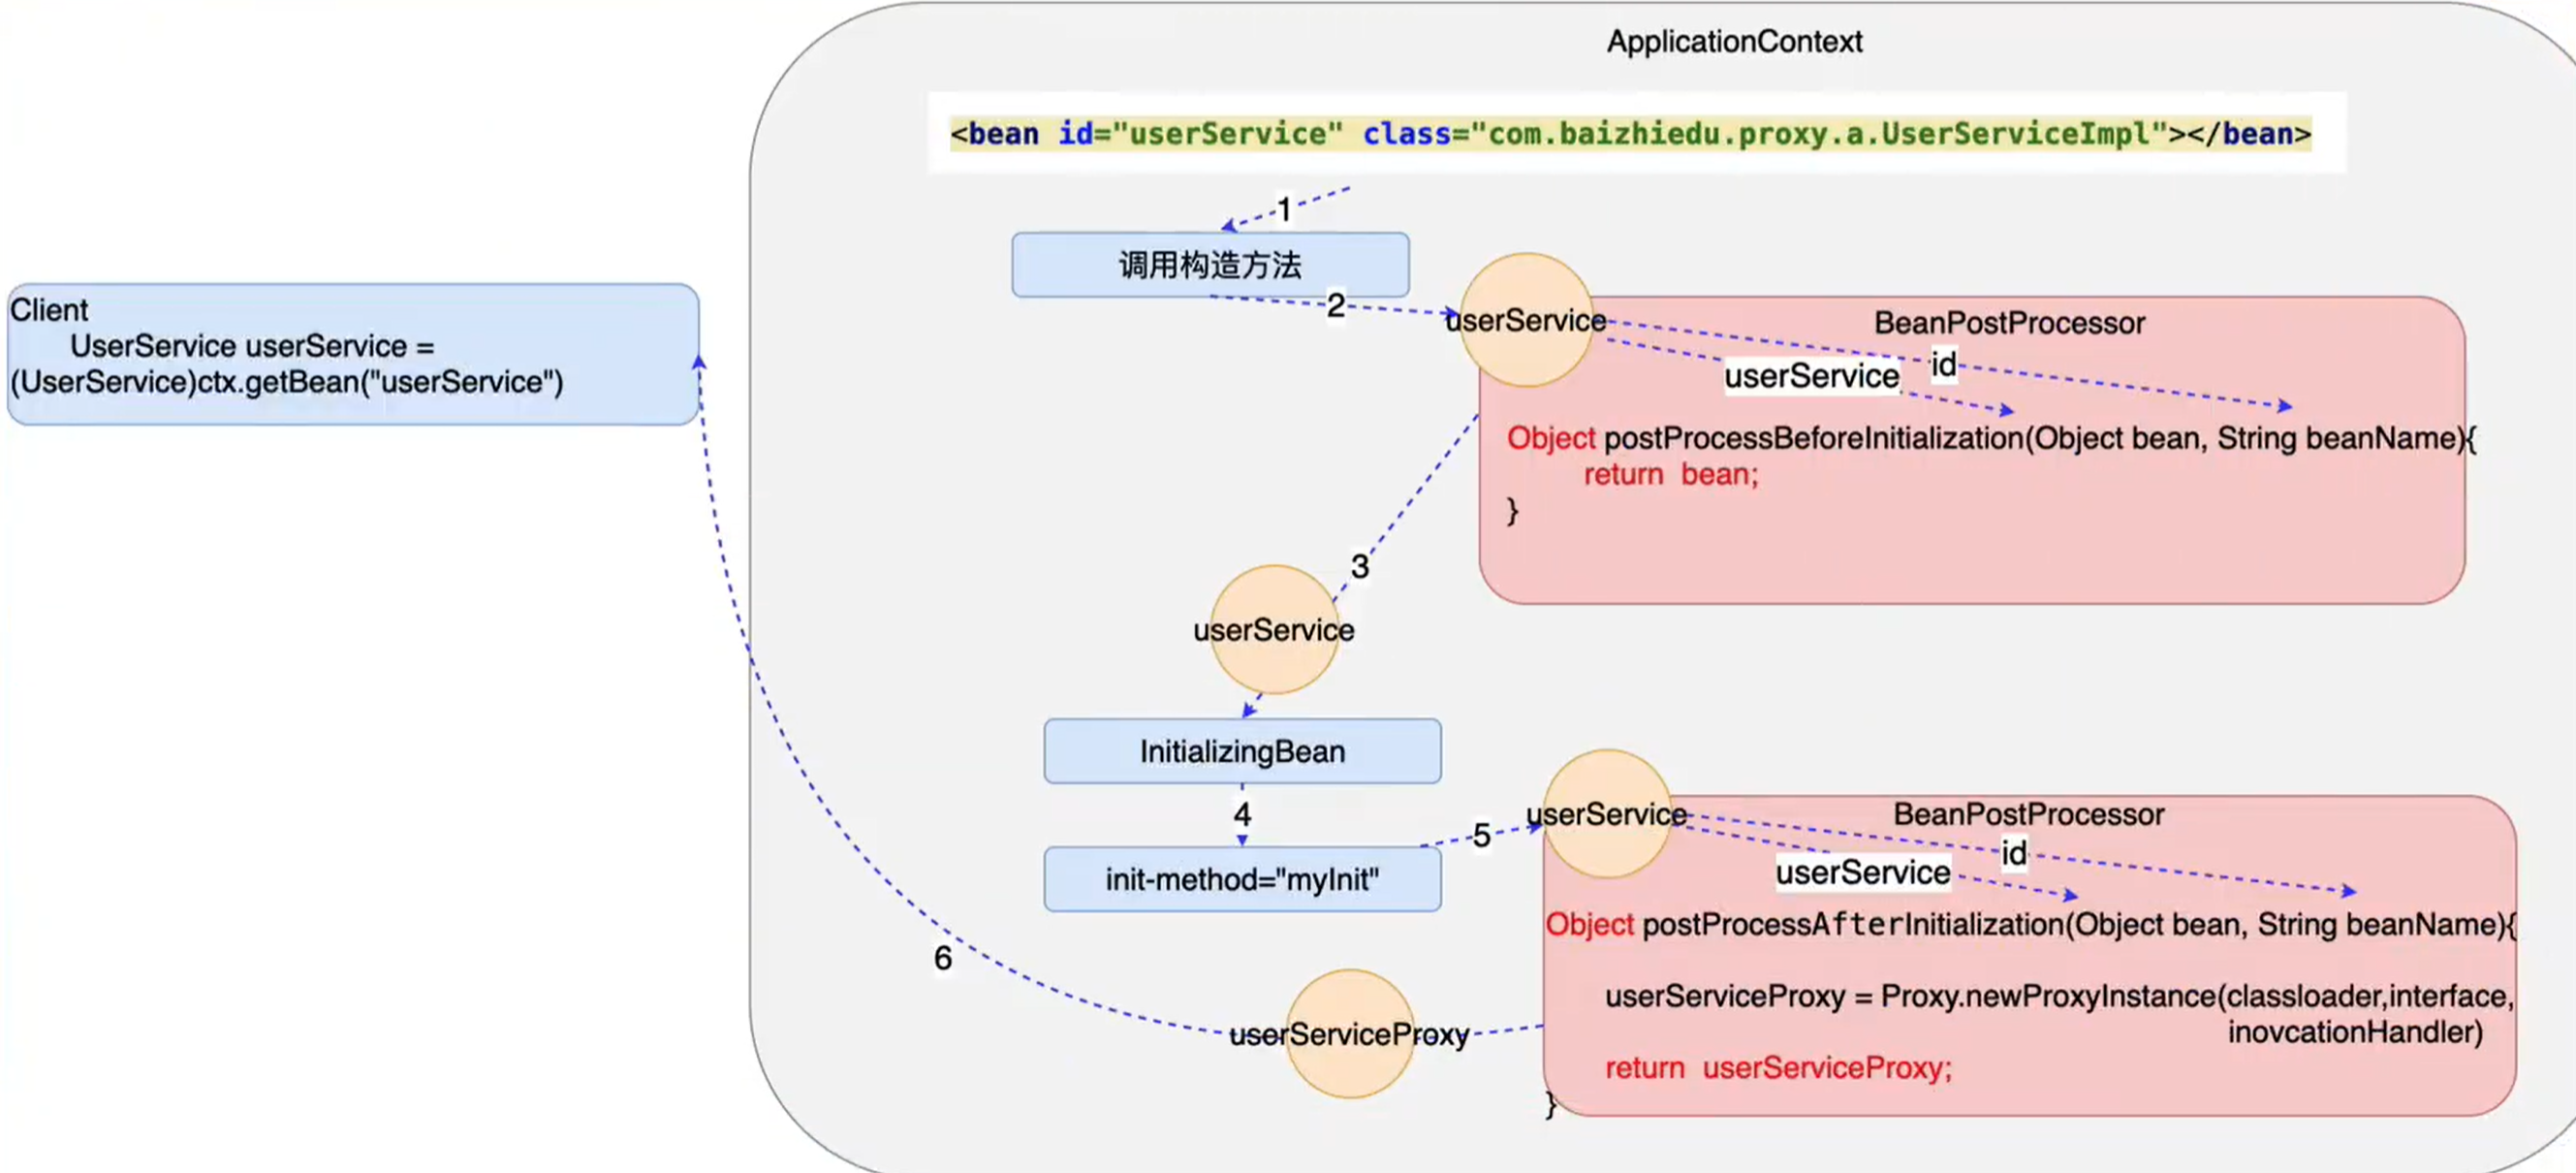 ApplicationContext
<bean id="userService" class="com.baizhiedu.proxy.a.UserServiceImpl"></bean>
1
调用构造方法
2
userService
BeanPostProcessor
id
userService
Object postProcessBeforeInitialization(Object bean, String beanName){
return bean;
}
Client
UserService userService =
(UserService)ctx.getBean("userService")
3
userService
InitializingBean
4
init-method="myInit"
5
userService
BeanPostProcessor
id
userService
Object postProcessAfterInitialization(Object bean, String beanName){
userServiceProxy = Proxy.newProxyInstance(classloader,interface,
inovcationHandler)
return userServiceProxy;
}
userServiceProxy
6